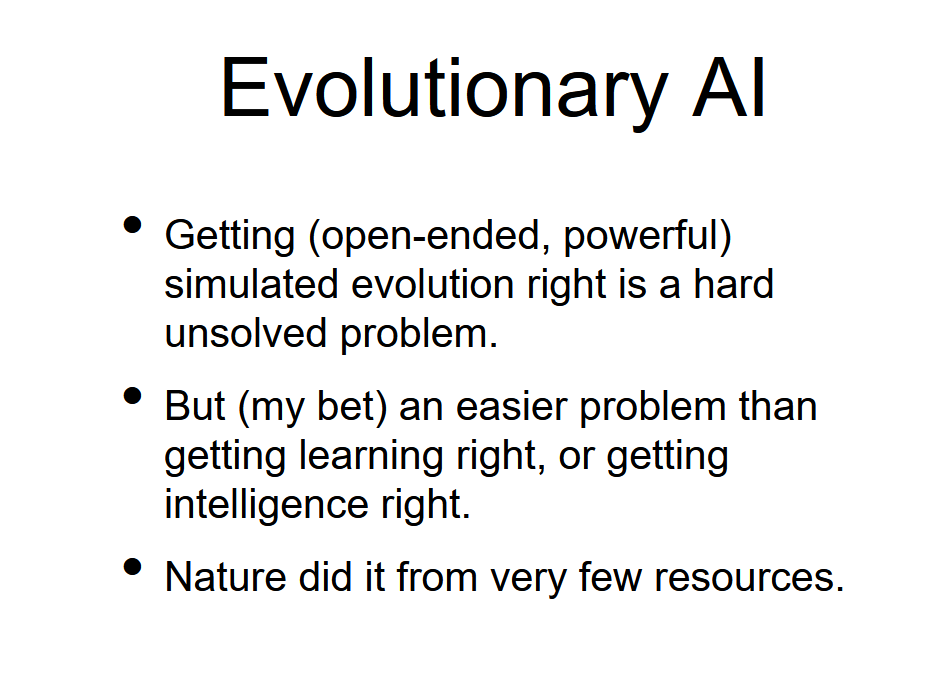 Evolutionary AI
• Getting (open-ended, powerful)
simulated evolution right is a hard
unsolved problem.
• But (my bet) an easier problem than
getting learning right, or getting
intelligence right.
• Nature did it from very few resources.